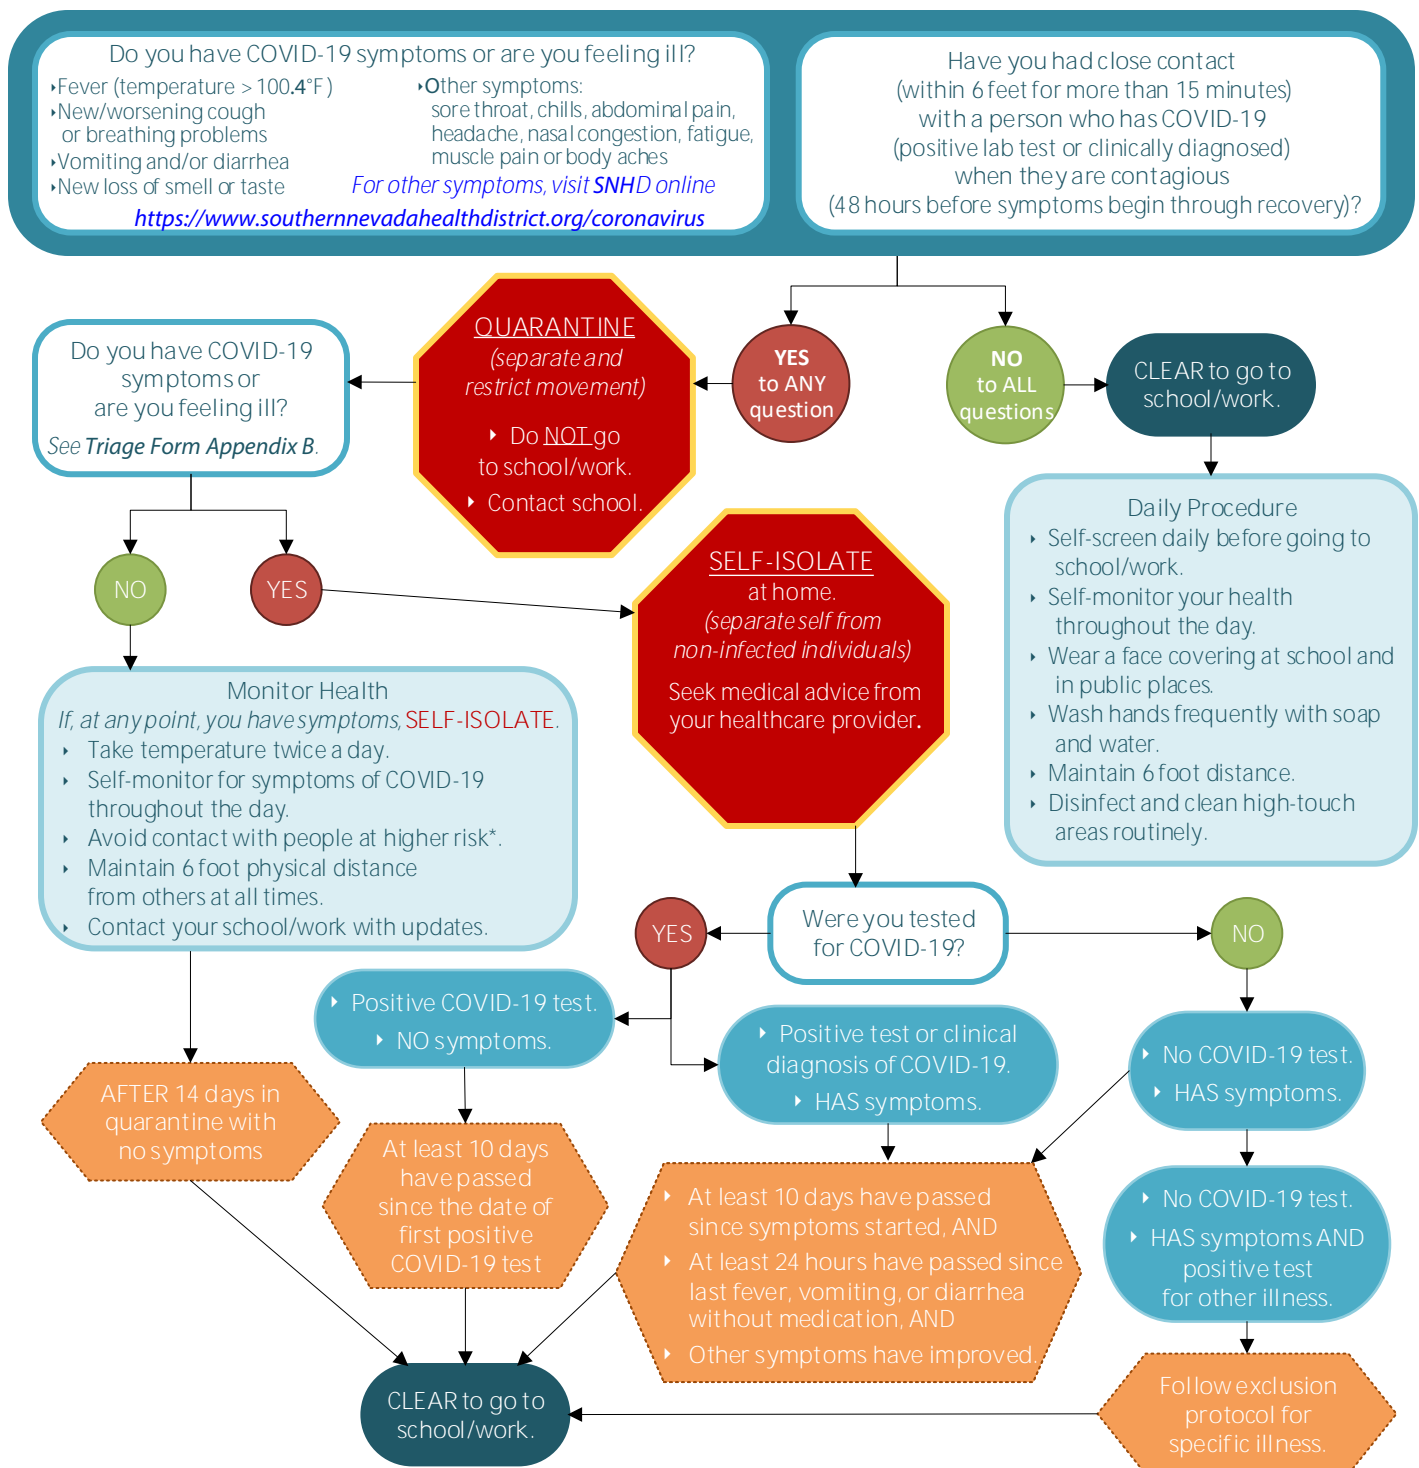 Do you have COVID-19 symptoms or are you feeling ill?
‣Fever (temperature > 100.4°F)
‣New/worsening cough
or breathing problems
‣Vomiting and/or diarrhea
‣New loss of smell or taste
‣Other symptoms:
sore throat, chills, abdominal pain,
headache, nasal congestion, fatigue,
muscle pain or body aches
For other symptoms, visit SNHD online
https://www.southernnevadahealthdistrict.org/coronavirus
Have you had close contact
(within 6 feet for more than 15 minutes)
with a person who has COVID-19
(positive lab test or clinically diagnosed)
when they are contagious
(48 hours before symptoms begin through recovery)?
YES
to ANY
question
NO
to ALL
questions
CLEAR to go to
school/work.
QUARANTINE
(separate and
restrict movement)
‣ Do NOT go
to school/work.
‣ Contact school.
Do you have COVID-19
symptoms or
are you feeling ill?
See Triage Form Appendix B.
NO
YES
Daily Procedure
‣ Self-screen daily before going to
school/work.
‣ Self-monitor your health
throughout the day.
‣ Wear a face covering at school and
in public places.
‣ Wash hands frequently with soap
and water.
‣ Maintain 6 foot distance.
‣ Disinfect and clean high-touch
areas routinely.
SELF-ISOLATE
at home.
(separate self from
non-infected individuals)
Seek medical advice from
your healthcare provider.
Monitor Health
If, at any point, you have symptoms, SELF-ISOLATE.
‣ Take temperature twice a day.
‣ Self-monitor for symptoms of COVID-19
throughout the day.
‣ Avoid contact with people at higher risk*.
‣ Maintain 6 foot physical distance
from others at all times.
‣ Contact your school/work with updates.
Were you tested
for COVID-19?
YES
NO
‣ Positive COVID-19 test.
‣ NO symptoms.
‣ Positive test or clinical
diagnosis of COVID-19.
‣ HAS symptoms.
‣ No COVID-19 test.
‣ HAS symptoms.
AFTER 14 days in
quarantine with
no symptoms
At least 10 days
have passed
since the date of
first positive
COVID-19 test
‣ At least 10 days have passed
since symptoms started, AND
‣ At least 24 hours have passed since
last fever, vomiting, or diarrhea
without medication, AND
‣ Other symptoms have improved.
‣ No COVID-19 test.
‣ HAS symptoms AND
positive test
for other illness.
CLEAR to go to
school/work.
Follow exclusion
protocol for
specific illness.